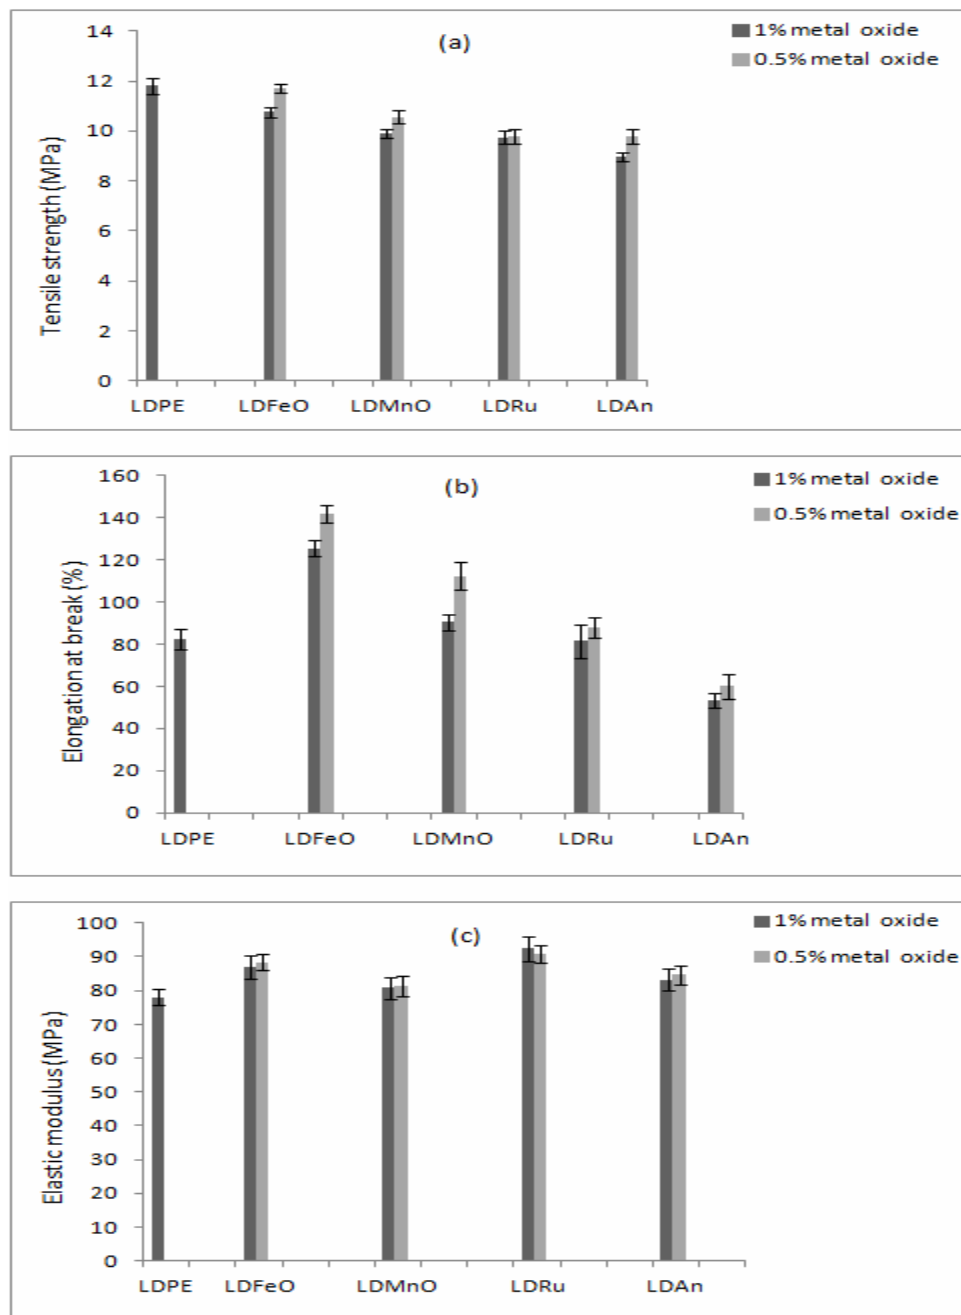 (a)
1% metal oxide
0.5% metal oxide
Tensile strength (MPa)
14
12
10
8
6
4
2
0
LDPE LDFeO LDMnO LDRu LDAn
(b)
1% metal oxide
0.5% metal oxide
Elongation at break (%)
160
140
120
100
80
60
40
20
0
LDPE LDFeO LDMnO LDRu LDAn
(c)
1% metal oxide
0.5% metal oxide
Elastic modulus (MPa)
100
90
80
70
60
50
40
30
20
10
0
LDPE LDFeO LDMnO LDRu LDAn